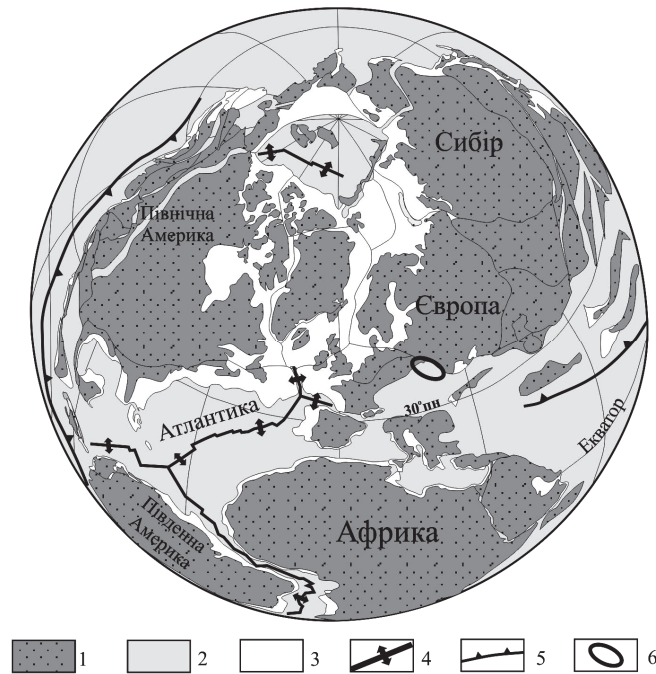 Сибір
Північна
Америка
Європа
Атлантика
30°пн
Екватор
Південна
Америка
Африка
1
2
3
4
5
6